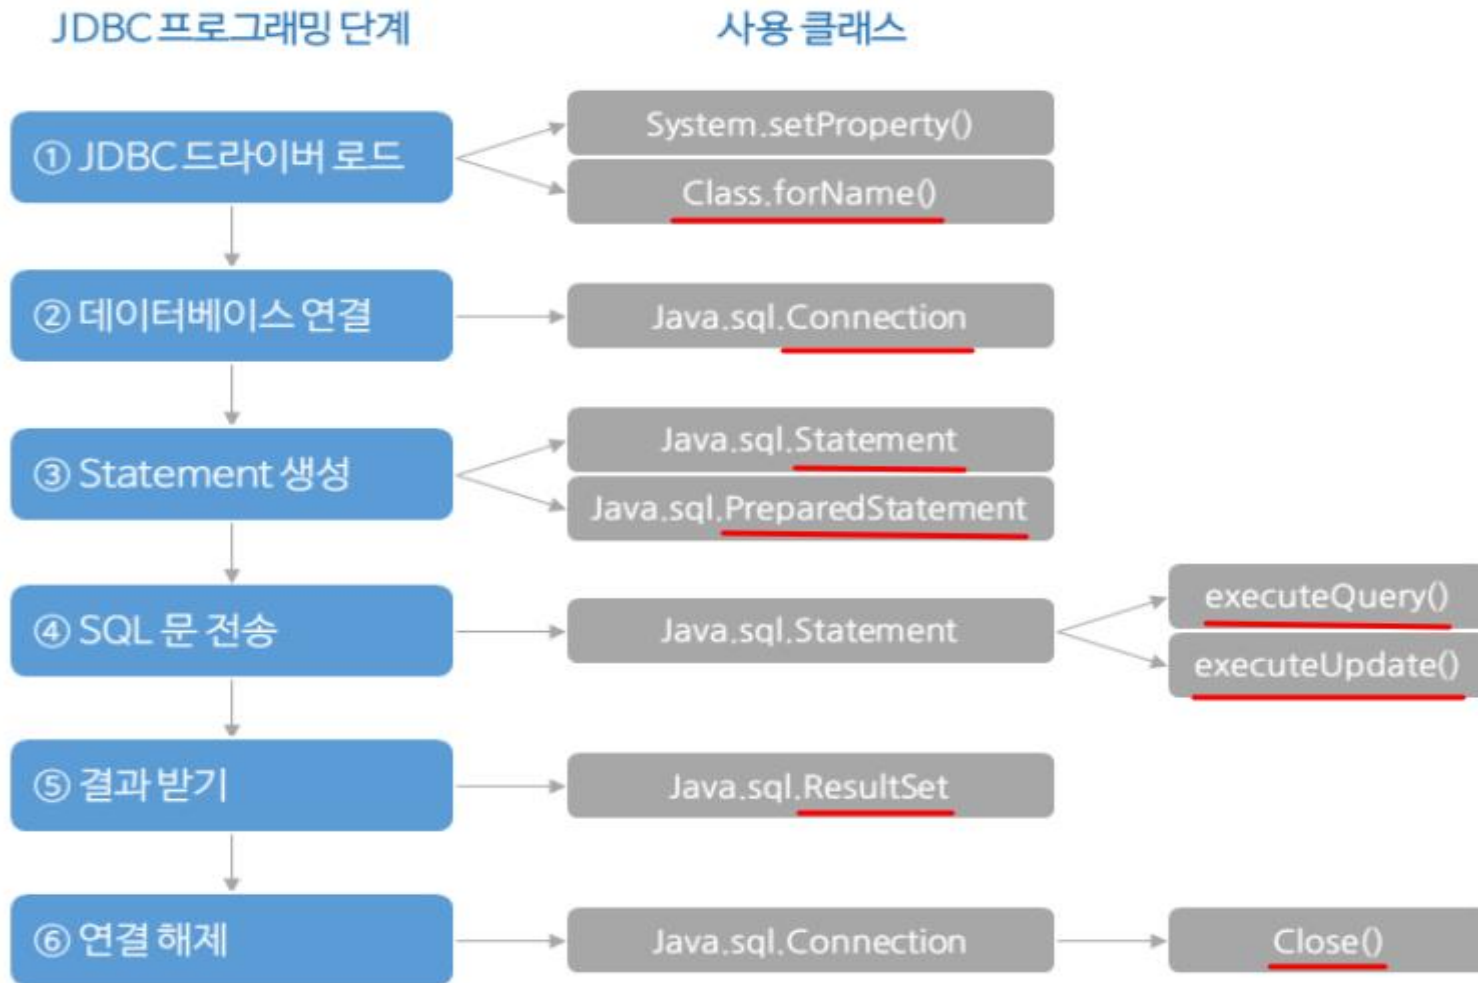 JDBC 프로그래밍 단계
사용 클래스
① JDBC 드라이버 로드
System.setProperty()
Class.forName()
② 데이터베이스 연결
Java.sql.Connection
③ Statement 생성
Java.sql.Statement
Java.sql.PreparedStatement
④ SQL 문 전송
Java.sql.Statement
executeQuery()
executeUpdate()
⑤ 결과 받기
Java.sql.ResultSet
⑥ 연결 해제
Java.sql.Connection
Close()